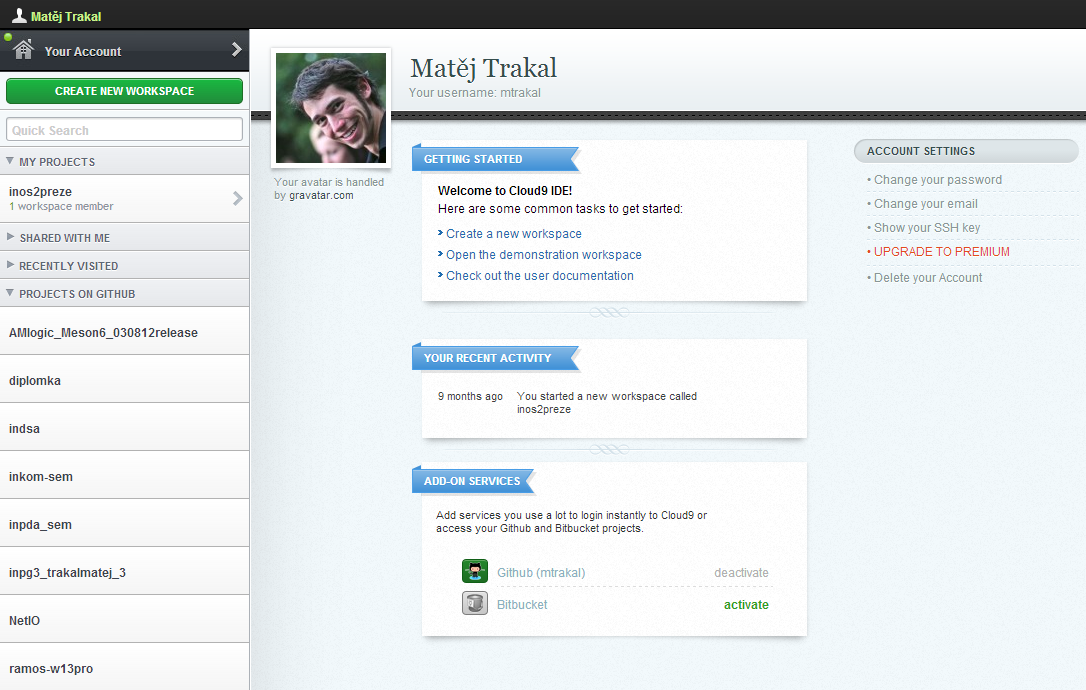 Matěj Trakal
Your Account
CREATE NEW WORKSPACE
Quick Search
MY PROJECTS
inos2preze
1 workspace member
SHARED WITH ME
RECENTLY VISITED
PROJECTS ON GITHUB
AMlogic_Meson6_030812release
diplomka
indsa
inkom-sem
inpda_sem
inpg3_trakalmatej_3
NetIO
ramos-w13pro
Matěj Trakal
Your username: mtrakal
Your avatar is handled
by gravatar.com
GETTING STARTED
Welcome to Cloud9 IDE!
Here are some common tasks to get started:
Create a new workspace
Open the demonstration workspace
Check out the user documentation
YOUR RECENT ACTIVITY
9 months ago You started a new workspace called
inos2preze
ADD-ON SERVICES
Add services you use a lot to login instantly to Cloud9 or
access your Github and Bitbucket projects.
Github (mtrakal) deactivate
Bitbucket activate
ACCOUNT SETTINGS
• Change your password
• Change your email
• Show your SSH key
• UPGRADE TO PREMIUM
• Delete your Account